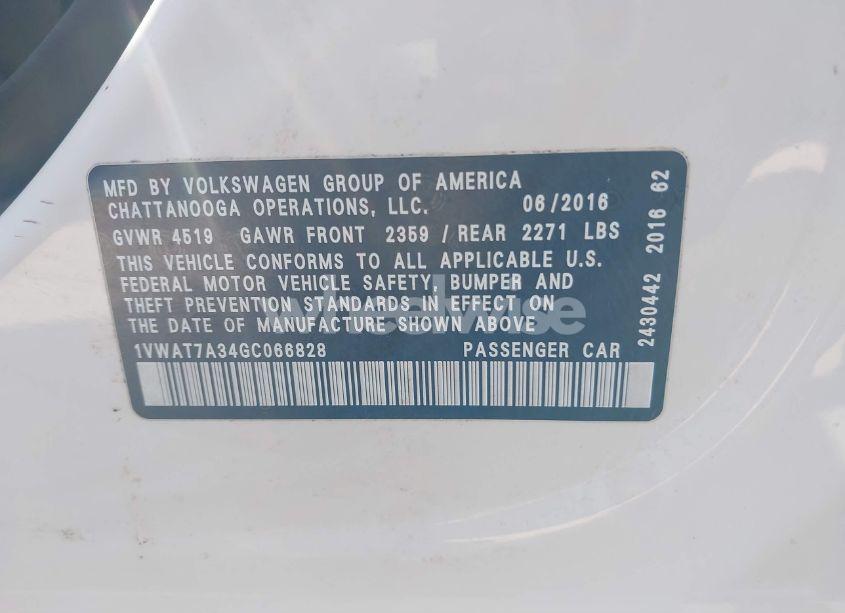 MFD BY VOLKSWAGEN GROUP OF AMERICA
CHATTANOOGA OPERATIONS, LLC. 06/2016
GVWR 4519 GAWR FRONT 2359 / REAR 2271 LBS
THIS VEHICLE CONFORMS TO ALL APPLICABLE U.S.
FEDERAL MOTOR VEHICLE SAFETY, BUMPER AND
THEFT PREVENTION STANDARDS IN EFFECT ON
THE DATE OF MANUFACTURE SHOWN ABOVE
1VWAT7A34GC066828 PASSENGER CAR
2430442 2016 62
wheelwise